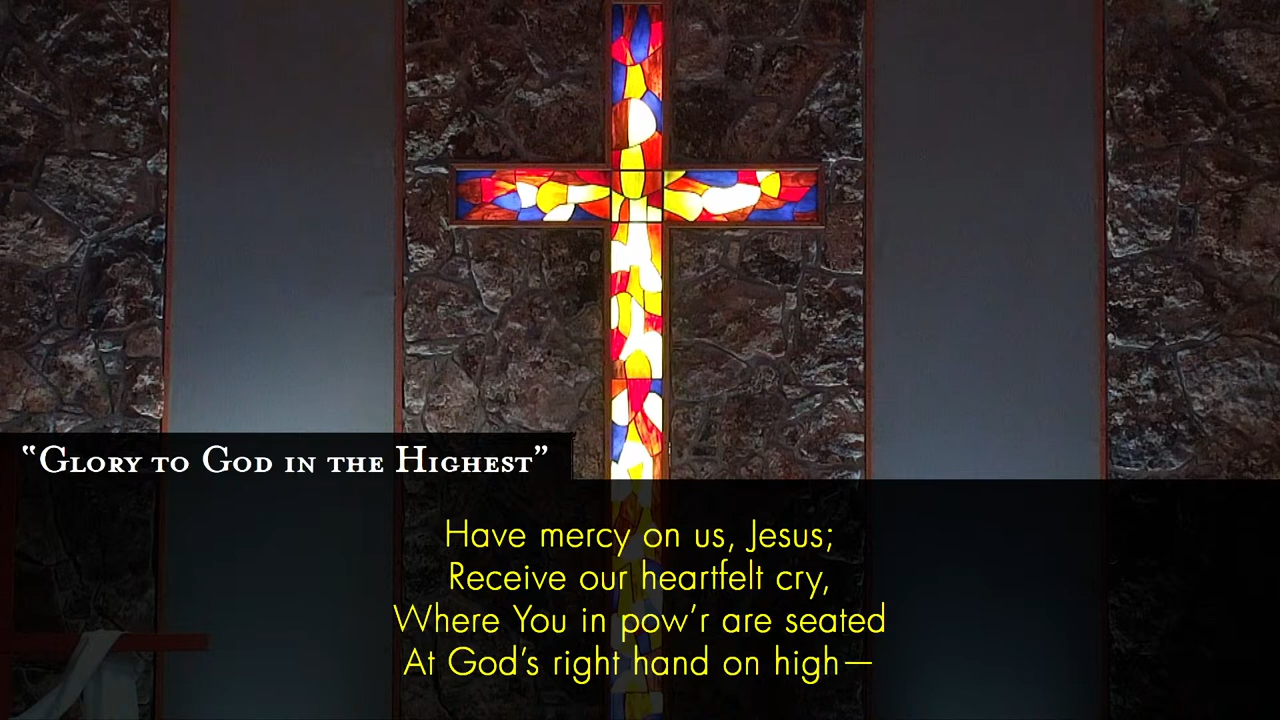 “Glory to God in the Highest”
Have mercy on us, Jesus;
Receive our heartfelt cry,
Where You in pow’r are seated
At God’s right hand on high—